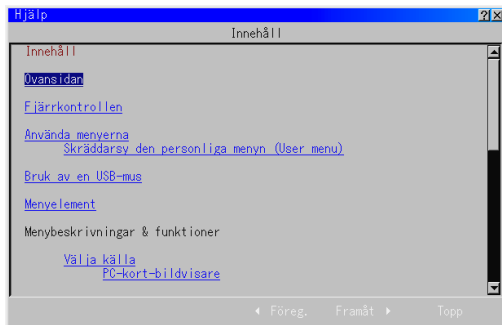 Hjälp
Innehåll
Innehåll
Ovansidan
Fjärrkontrollen
Använda menyerna
Skräddarsy den personliga menyn (User menu)
Bruk av en USB-mus
Menyelement
Menybeskrivningar & funktioner
Välja källa
PC-kort-bildvisare
Föreg. Framåt Topp